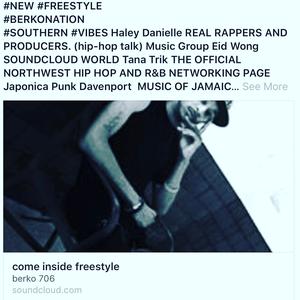 #NEW #FREESTYLE
#BERKONATION
#SOUTHERN #VIBES Haley Danielle REAL RAPPERS AND
PRODUCERS. (hip-hop talk) Music Group Eid Wong
SOUNDCLOUD WORLD Tana Trik THE OFFICIAL
NORTHWEST HIP HOP AND R&B NETWORKING PAGE
Japonica Punk Davenport MUSIC OF JAMAIC... See More
come inside freestyle
berko 706
soundcloud.com